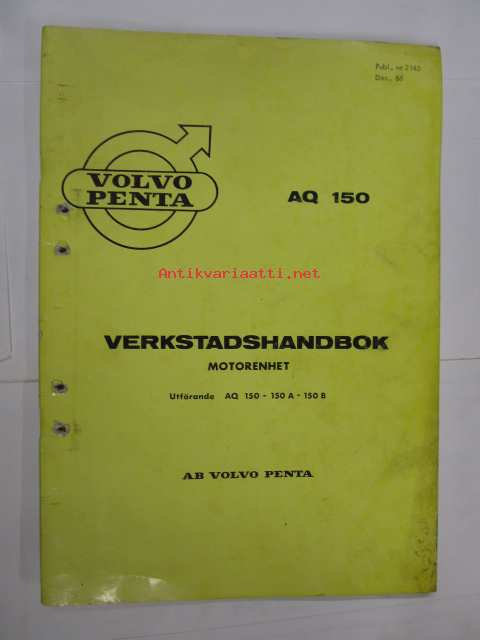 Publ., nr 2145
Dec., 66
VOLVO
PENTA
AQ 150
Antikvariaatti.net
VERKSTADSHANDBOK
MOTORENHET
Utförande AQ 150 - 150 A - 150 B
AB VOLVO PENTA